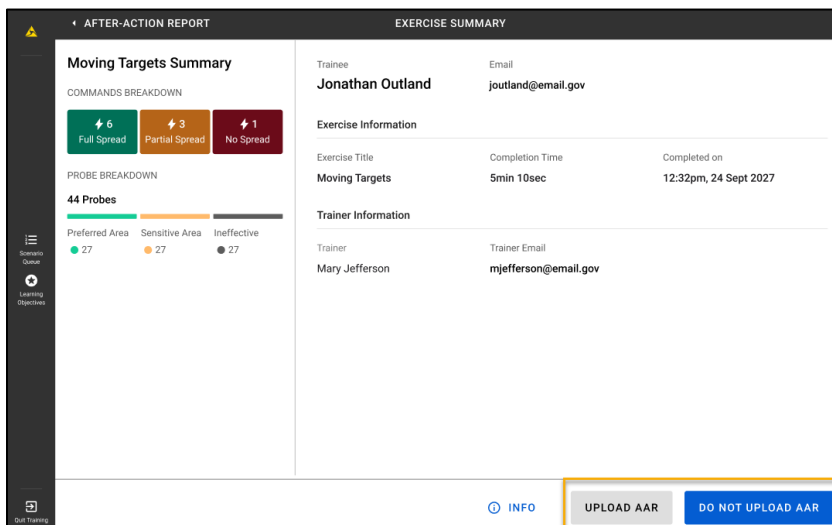 AFTER-ACTION REPORT
EXERCISE SUMMARY
Moving Targets Summary
COMMANDS BREAKDOWN
6
Full Spread
3
Partial Spread
1
No Spread
PROBE BREAKDOWN
44 Probes
Preferred Area
27
Sensitive Area
27
Ineffective
27
Trainee
Jonathan Outland
Email
joutland@email.gov
Exercise Information
Exercise Title
Moving Targets
Completion Time
5min 10sec
Completed on
12:32pm, 24 Sept 2027
Trainer Information
Trainer
Mary Jefferson
Trainer Email
mjefferson@email.gov
Scenario
Queue
Learning
Objectives
Quit Training
INFO
UPLOAD AAR
DO NOT UPLOAD AAR